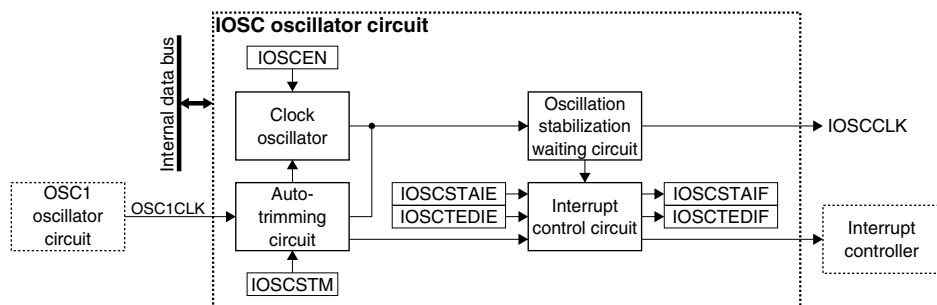 IOSC oscillator circuit
Internal data bus
IOSCEN
Clock
oscillator
Oscillation
stabilization
waiting circuit
IOSCCLK
OSC1
oscillator
circuit
OSC1CLK
Auto-
trimming
circuit
IOSCSTAIE
IOSCTEDIE
Interrupt
control circuit
IOSCSTAIF
IOSCTEDIF
Interrupt
controller
IOSCSTM